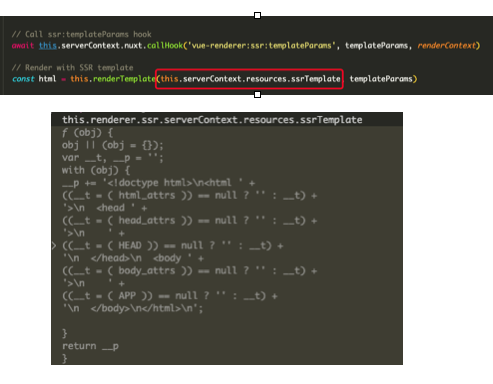 // Call ssr:templateParams hook
await this.serverContext.nuxt.callHook('vue-renderer:ssr:templateParams', templateParams, renderContext)
// Render with SSR template
const html = this.renderTemplate(this.serverContext.resources.ssrTemplate templateParams)
this.renderer.ssr.serverContext.resources.ssrTemplate
f (obj) {
obj || (obj = {});
var __t, __p = '';
with (obj) {
__p += '<!doctype html>\n<html ' +
((__t = ( html_attrs )) == null ? '' : __t) +
'>\n  <head ' +
((__t = ( head_attrs )) == null ? '' : __t) +
'>\n    ' +
((__t = ( HEAD )) == null ? '' : __t) +
'\n  </head>\n  <body ' +
((__t = ( body_attrs )) == null ? '' : __t) +
'>\n    ' +
((__t = ( APP )) == null ? '' : __t) +
'\n  </body>\n</html>\n';
}
return __p
}